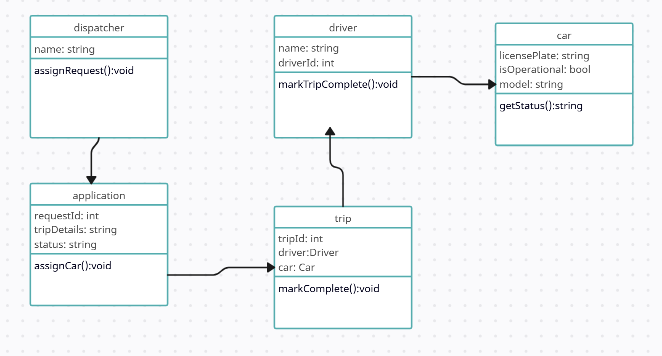 dispatcher
name: string
assignRequest():void
driver
name: string
driverId: int
markTripComplete():void
car
licensePlate: string
isOperational: bool
model: string
getStatus():string
application
requestId: int
tripDetails: string
status: string
assignCar():void
trip
tripId: int
driver:Driver
car: Car
markComplete():void